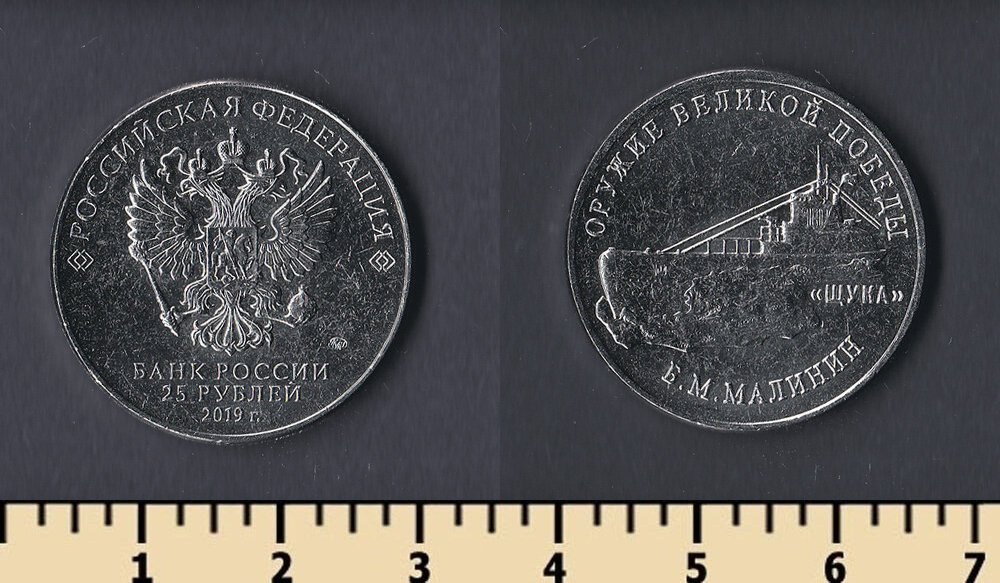 РОССИЙСКАЯ ФЕДЕРАЦИЯ
БАНК РОССИИ
25 РУБЛЕЙ
2019 г.
ОРУЖИЕ ВЕЛИКОЙ ПОБЕДЫ
«ЩУКА»
Б.М.МАЛИНИН
1 2 3 4 5 6 7